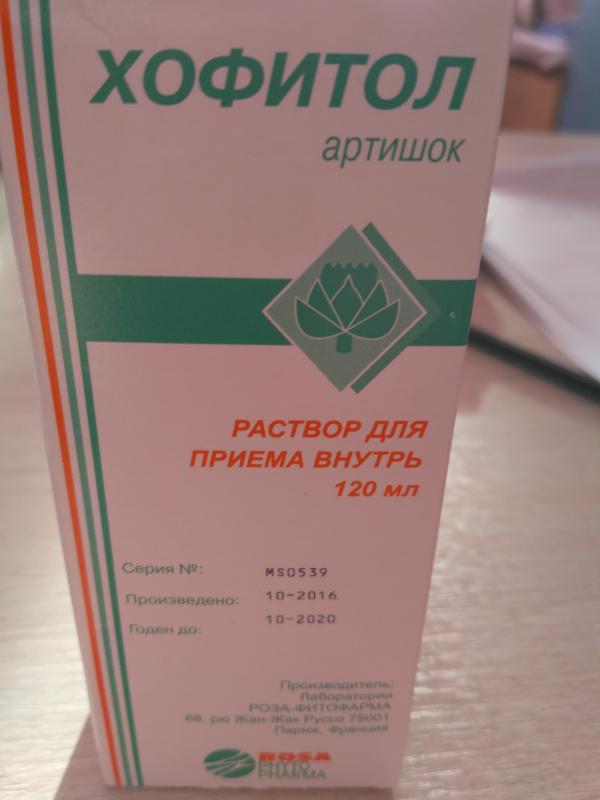 ХОФИТОЛ
артишок
РАСТВОР ДЛЯ
ПРИЕМА ВНУТРЬ
120 мл
Серия №: MS0539
Произведено: 10-2016
Годен до: 10-2020
Производитель:
Лаборатории
РОЗА-ФИТОФАРМА
68, рю Жан-Жак Руссо 75001
Париж, Франция
ROSA
PHYTO
PHARMA